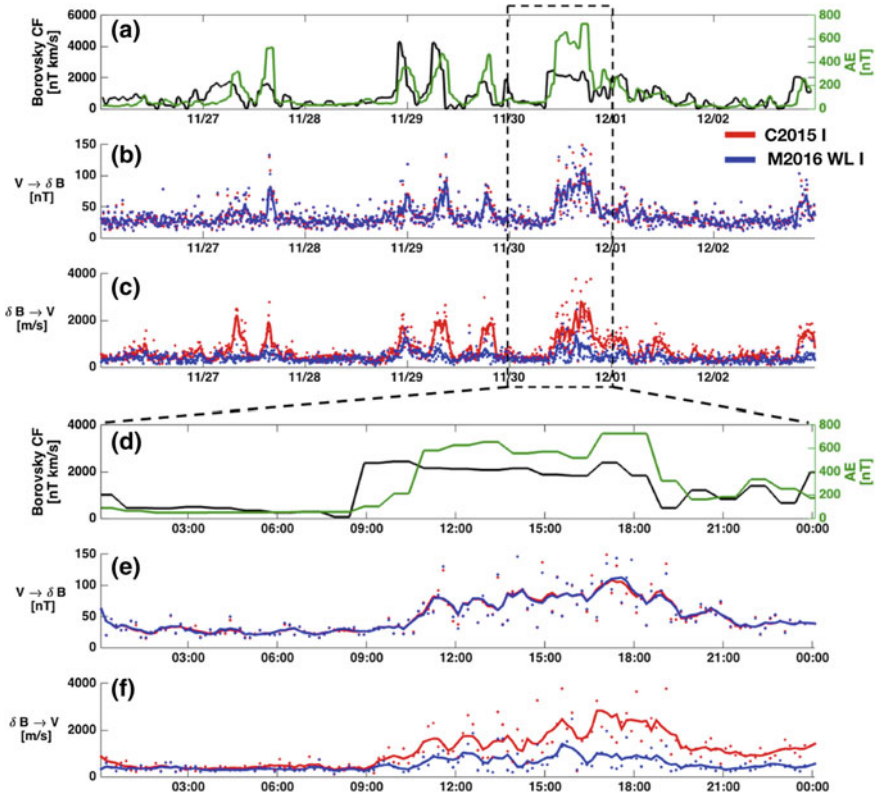 (a)
Borovsky CF
[nT km/s]
6000
4000
2000
0
800
600
400
200
0
AE
[nT]
11/27 11/28 11/29 11/30 12/01 12/02
C2015 I
M2016 WL I
(b)
V → δ B
[nT]
150
100
50
0
11/27 11/28 11/29 11/30 12/01 12/02
(c)
δ B → V
[m/s]
4000
2000
0
11/27 11/28 11/29 11/30 12/01 12/02
(d)
Borovsky CF
[nT km/s]
4000
2000
0
800
600
400
200
0
AE
[nT]
03:00 06:00 09:00 12:00 15:00 18:00 21:00 00:00
(e)
V → δ B
[nT]
150
100
50
0
03:00 06:00 09:00 12:00 15:00 18:00 21:00 00:00
(f)
δ B → V
[m/s]
4000
2000
0
03:00 06:00 09:00 12:00 15:00 18:00 21:00 00:00